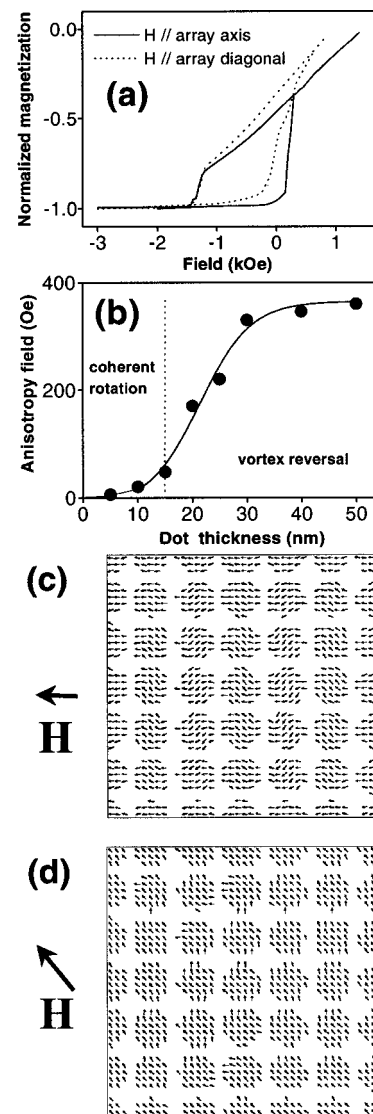 H // array axis
H // array diagonal
(a)
Normalized magnetization
0.0
-0.5
-1.0
-3
-2
-1
0
1
Field (kOe)
(b)
Anisotropy field (Oe)
400
200
0
coherent
rotation
vortex reversal
0
10
20
30
40
50
Dot thickness (nm)
(c)
H
(d)
H